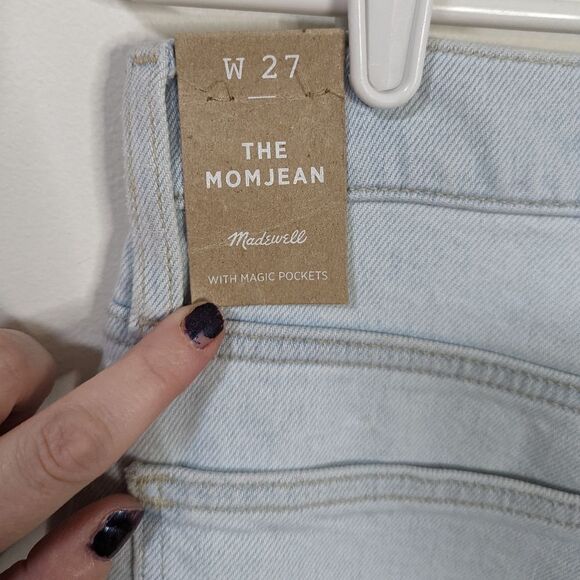 W 27
THE
MOMJEAN
Madewell
WITH MAGIC POCKETS